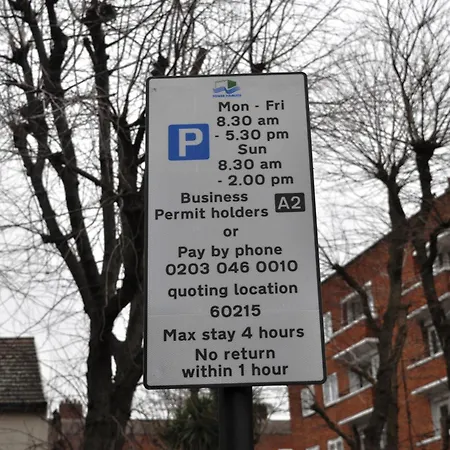 Mon - Fri
8.30 am
- 5.30 pm
P
Sun
8.30 am
- 2.00 pm
Business
Permit holders A2
or
Pay by phone
0203 046 0010
quoting location
60215
Max stay 4 hours
No return
within 1 hour